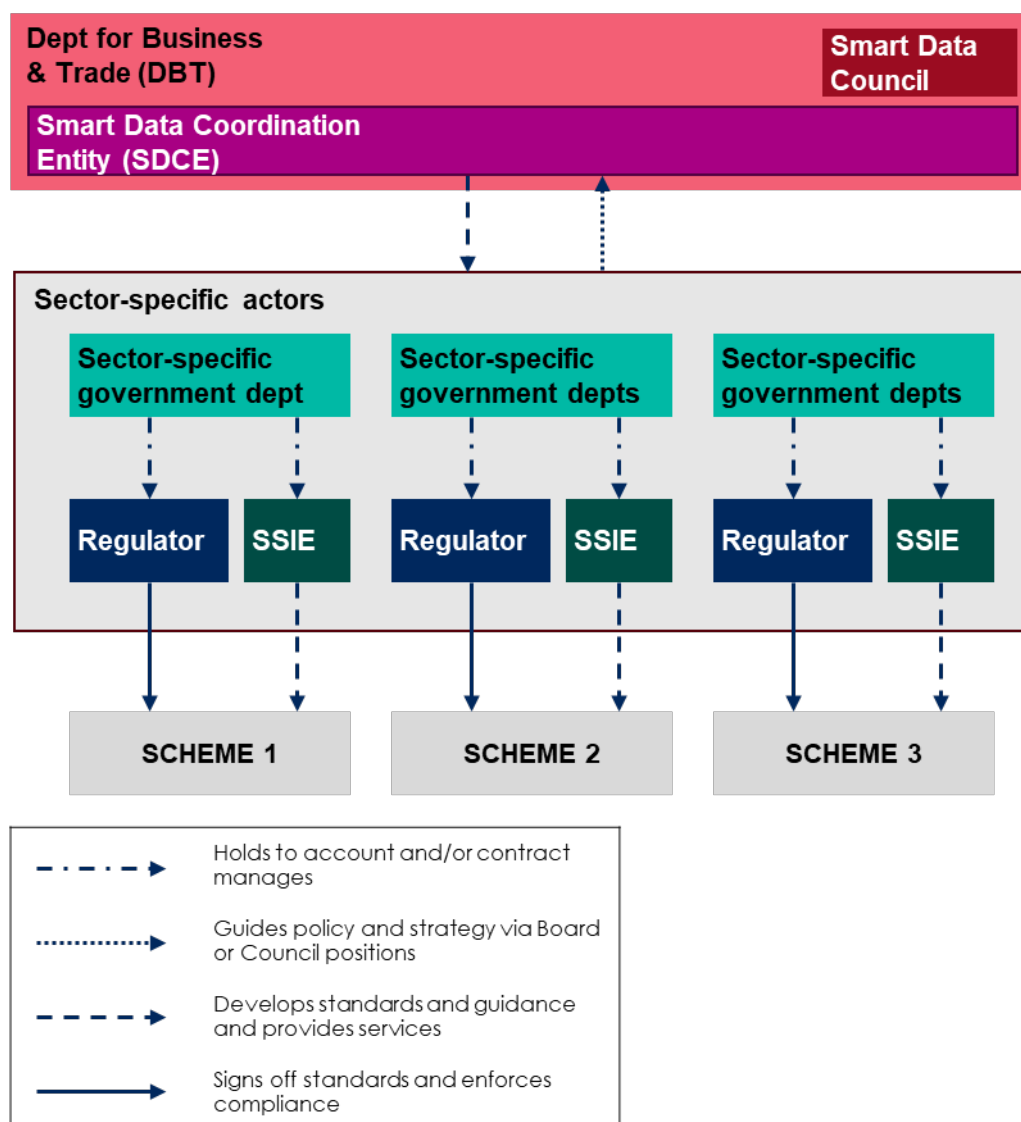 Dept for Business
& Trade (DBT)
Smart Data
Council
Smart Data Coordination
Entity (SDCE)
Sector-specific actors
Sector-specific
government dept
Sector-specific
government depts
Sector-specific
government depts
Regulator
SSIE
Regulator
SSIE
Regulator
SSIE
SCHEME 1
SCHEME 2
SCHEME 3
Holds to account and/or contract
manages
Guides policy and strategy via Board
or Council positions
Develops standards and guidance
and provides services
Signs off standards and enforces
compliance